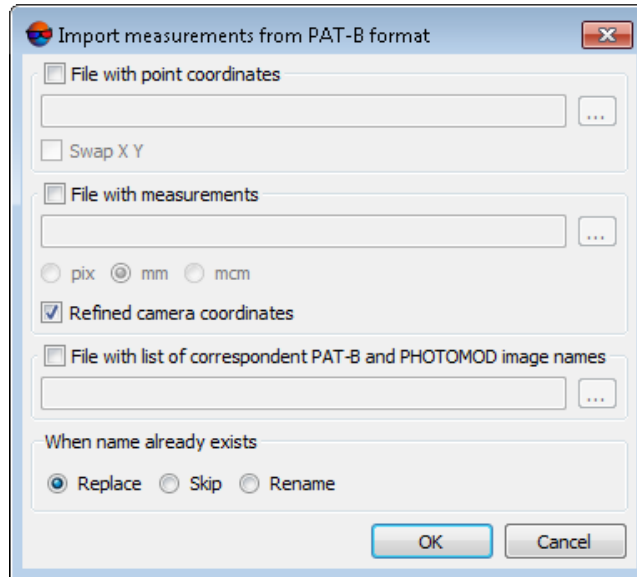 Import measurements from PAT-B format
File with point coordinates
...
Swap X Y
File with measurements
...
pix mm mcm
Refined camera coordinates
File with list of correspondent PAT-B and PHOTOMOD image names
...
When name already exists
Replace Skip Rename
OK Cancel